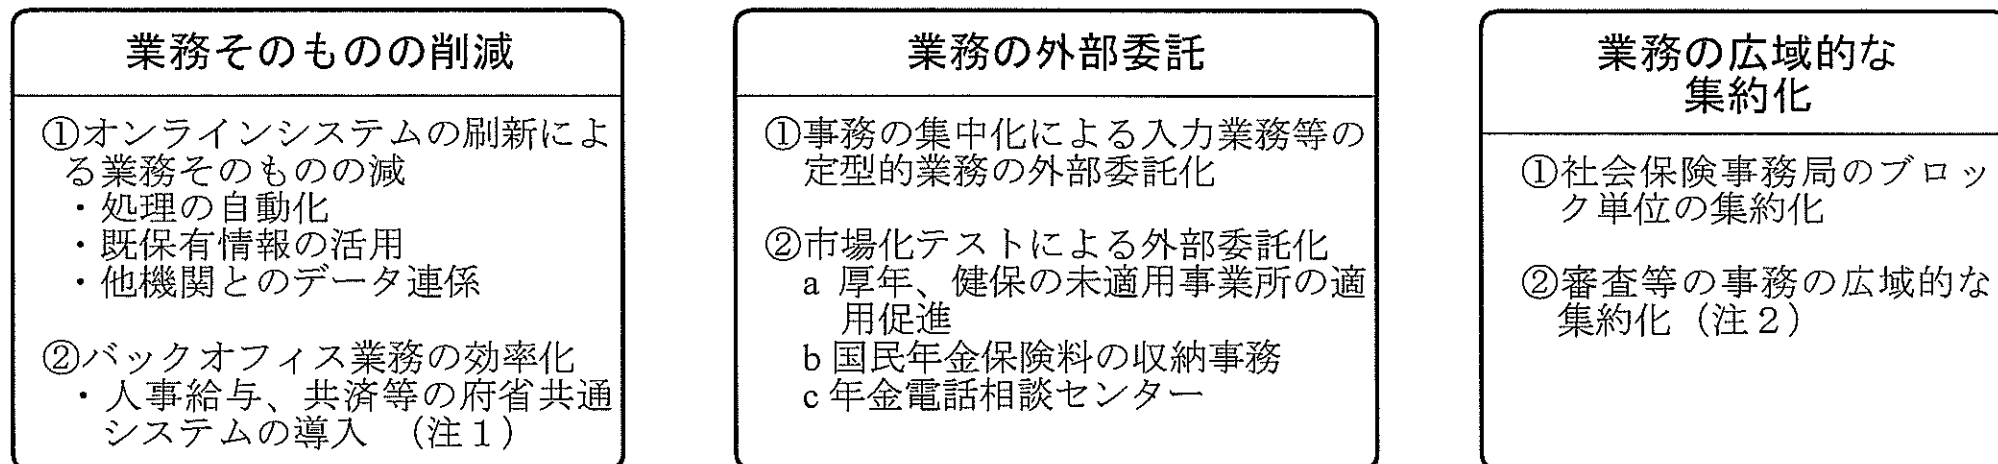 業務そのものの削減
①オンラインシステムの刷新によ
る業務そのものの減
・処理の自動化
・既保有情報の活用
・他機関とのデータ連係
②バックオフィス業務の効率化
・人事給与、共済等の府省共通
システムの導入 （注１）
業務の外部委託
①事務の集中化による入力業務等の
定型的業務の外部委託化
②市場化テストによる外部委託化
a 厚年、健保の未適用事業所の適
用促進
b 国民年金保険料の収納事務
c 年金電話相談センター
業務の広域的な
集約化
①社会保険事務局のブロッ
ク単位の集約化
②審査等の事務の広域的な
集約化（注２）